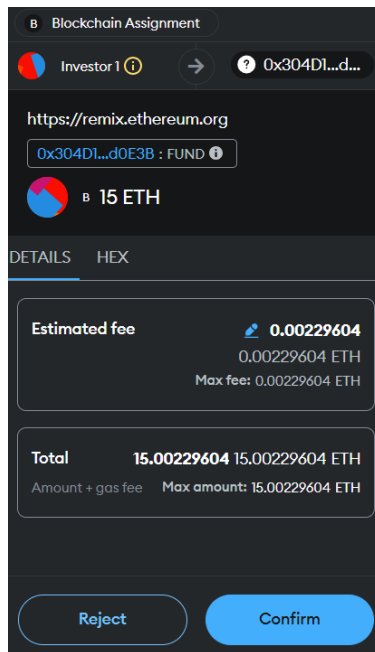 B Blockchain Assignment
Investor 1 0x304D1...d...
https://remix.ethereum.org
0x304D1...d0E3B : FUND
B 15 ETH
DETAILS HEX
Estimated fee 0.00229604
0.00229604 ETH
Max fee: 0.00229604 ETH
Total 15.00229604 15.00229604 ETH
Amount + gas fee Max amount: 15.00229604 ETH
Reject Confirm